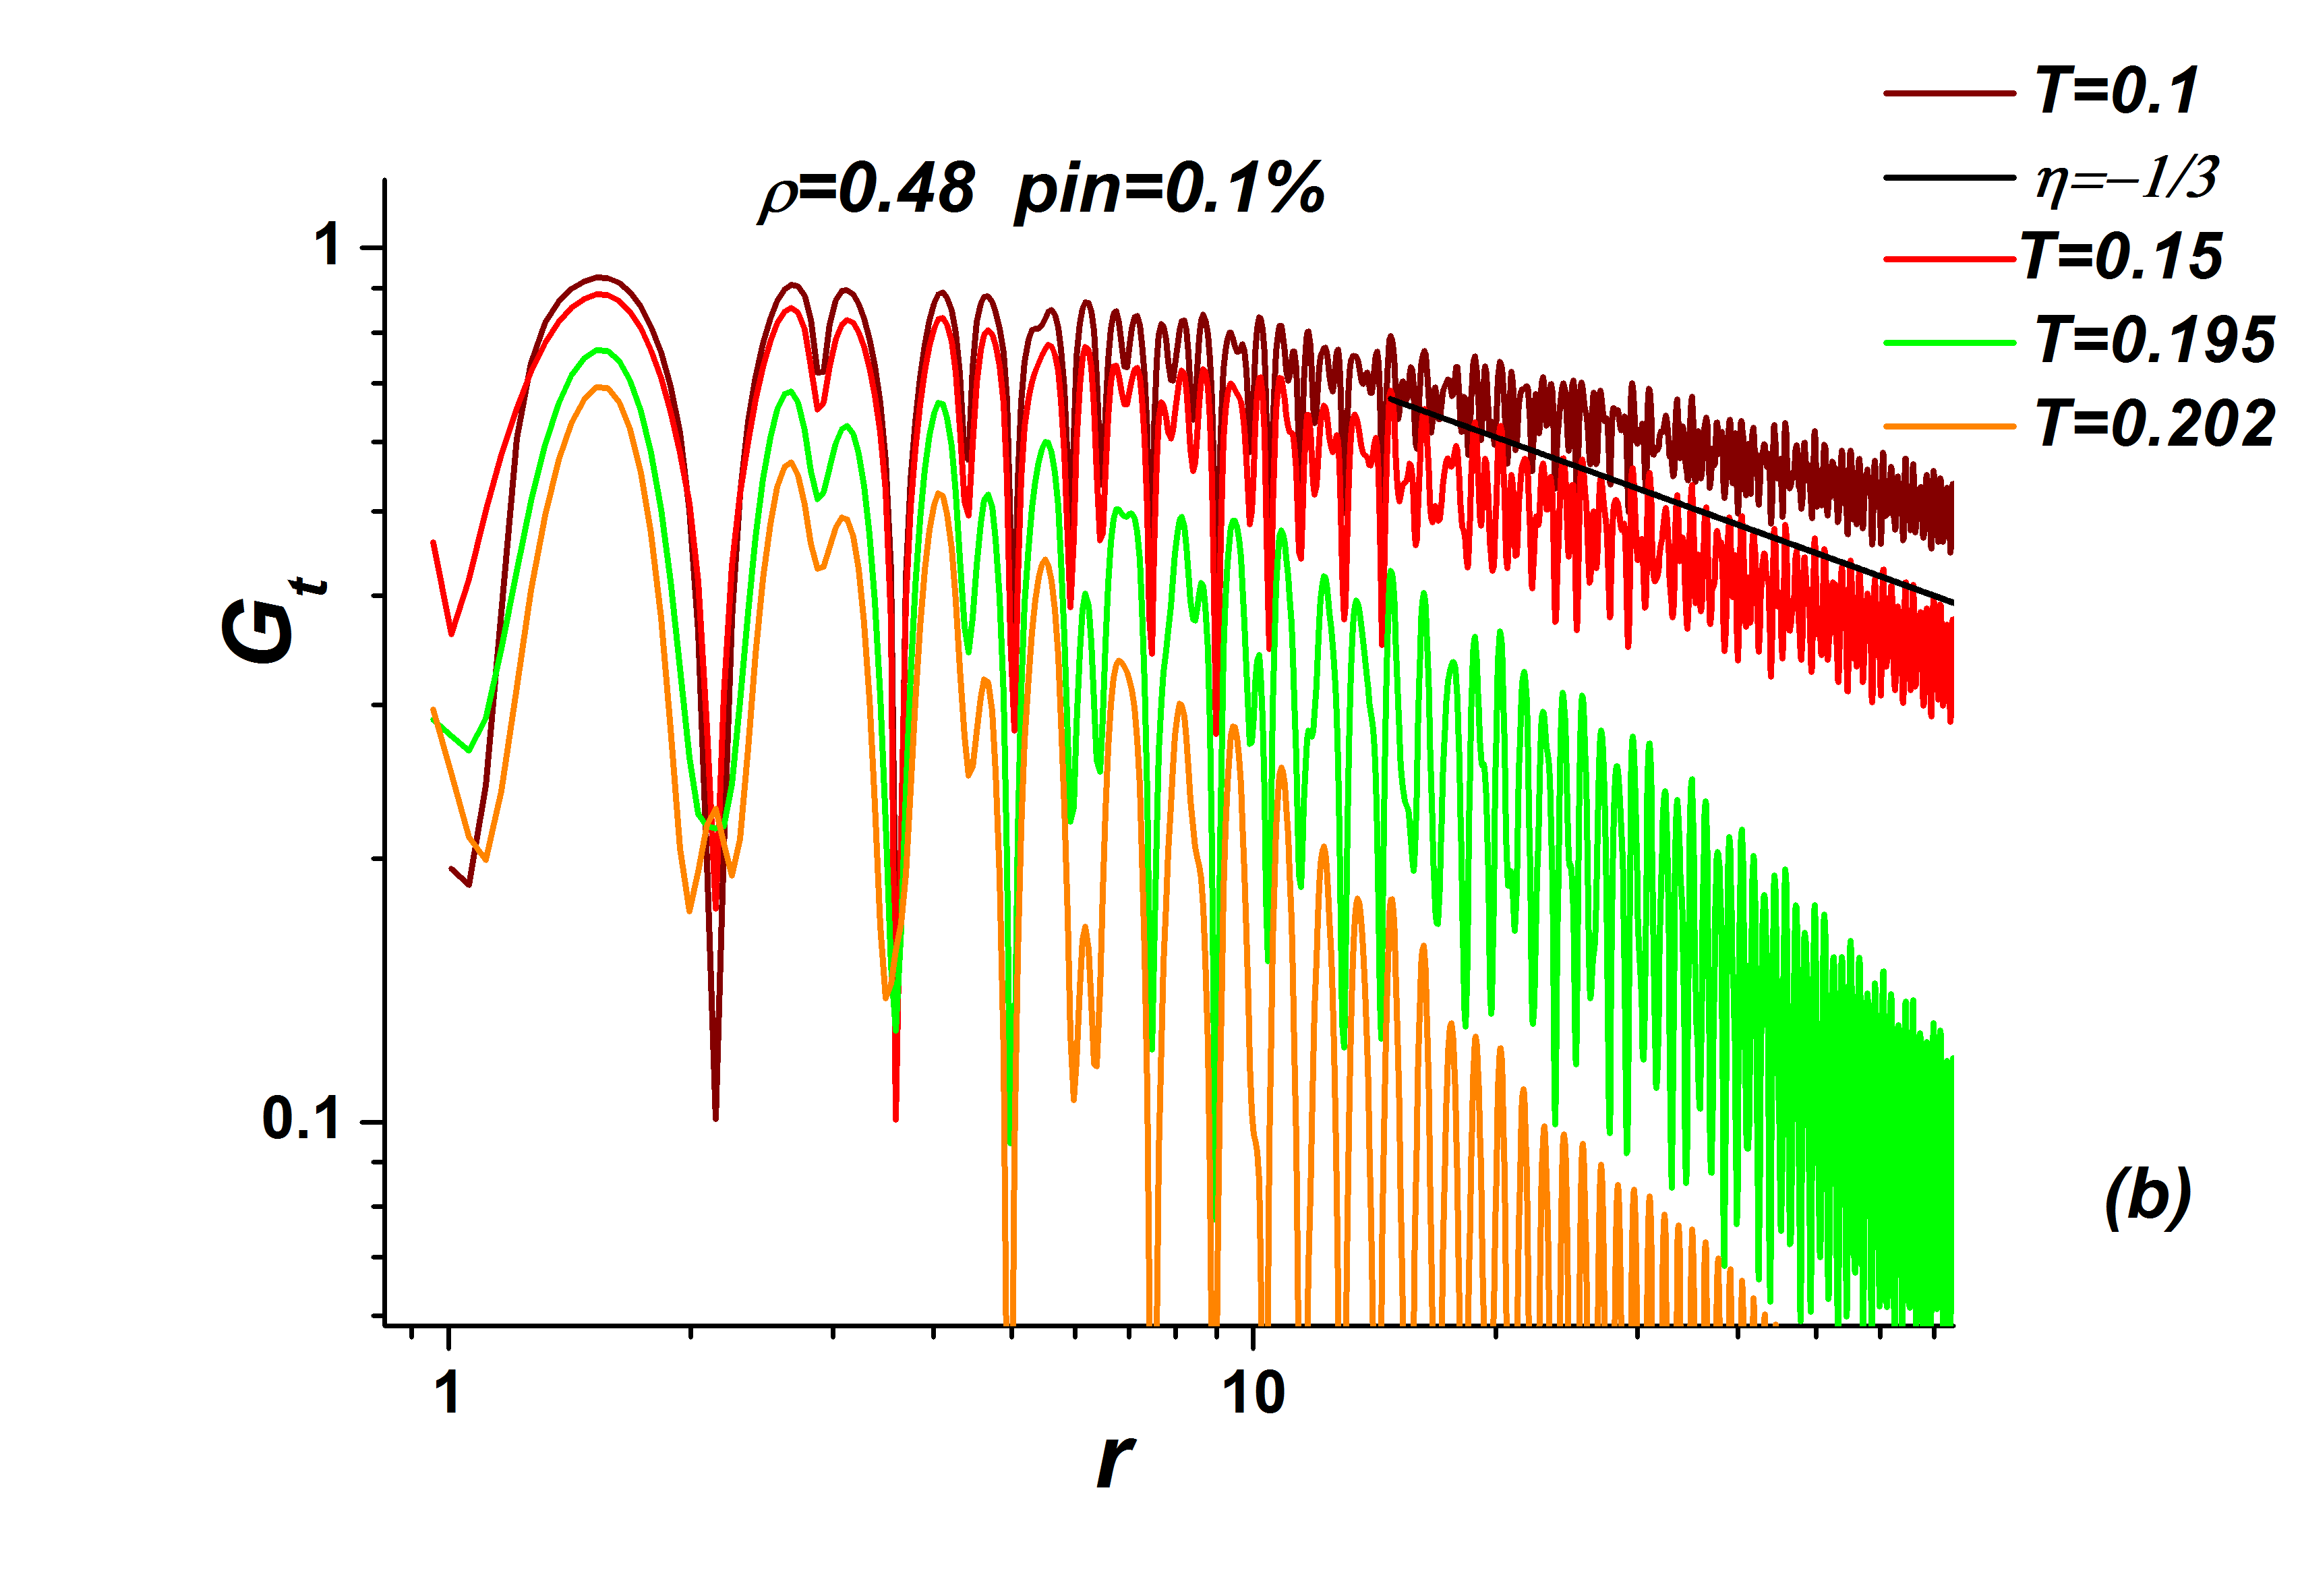 T=0.1
η=−1/3
T=0.15
T=0.195
T=0.202
ρ=0.48 pin=0.1%
1
0.1
G t
(b)
1 10
r